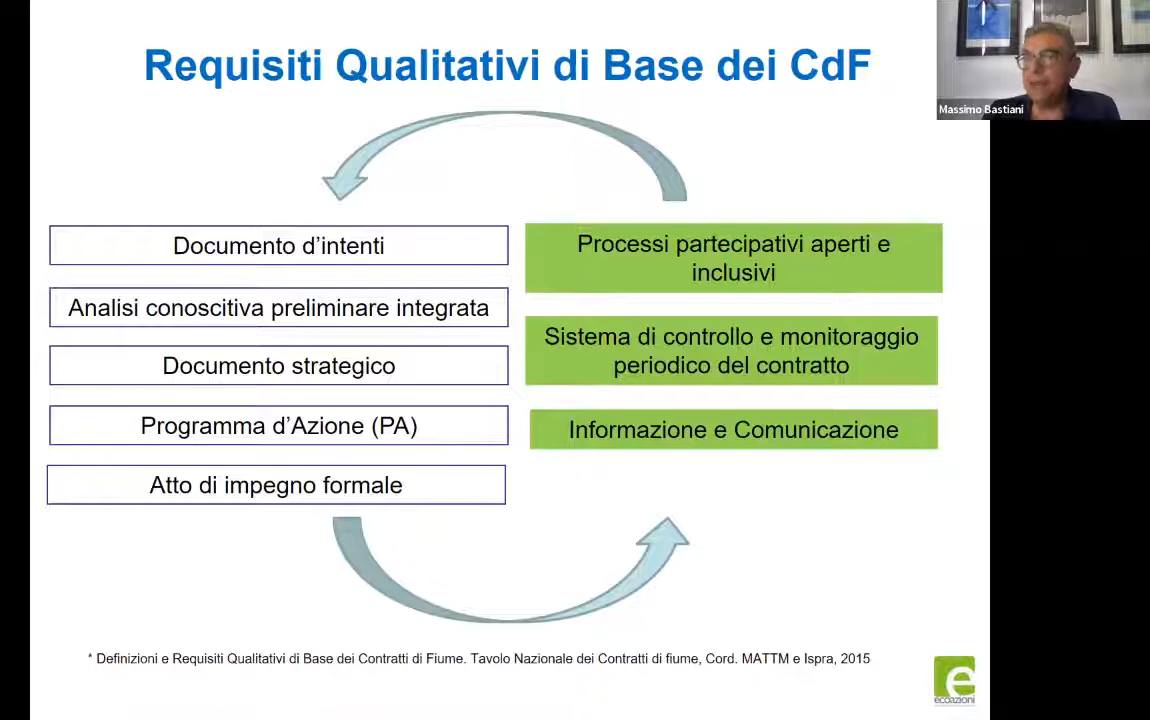 Requisiti Qualitativi di Base dei CdF
Massimo Bastiani
Documento d’intenti
Analisi conoscitiva preliminare integrata
Documento strategico
Programma d’Azione (PA)
Atto di impegno formale
Processi partecipativi aperti e
inclusivi
Sistema di controllo e monitoraggio
periodico del contratto
Informazione e Comunicazione
* Definizioni e Requisiti Qualitativi di Base dei Contratti di Fiume. Tavolo Nazionale dei Contratti di fiume, Cord. MATTM e Ispra, 2015
e
ecoazioni